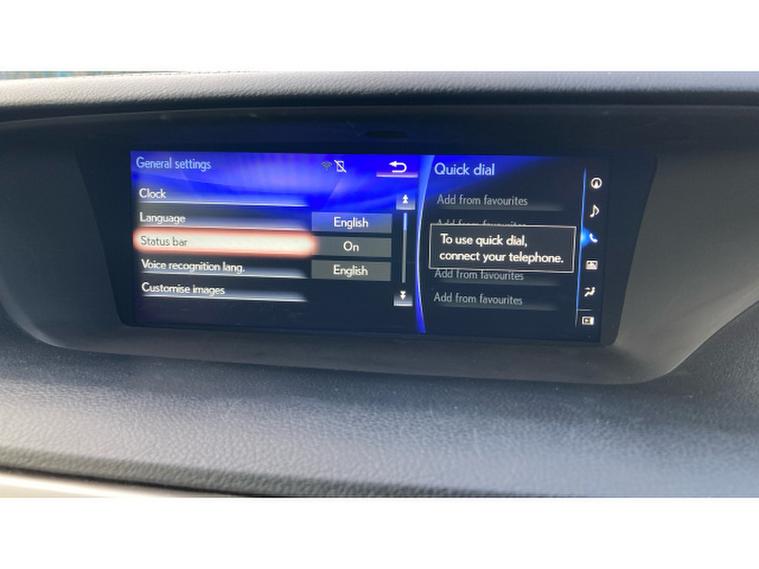 General settings
Clock
Language English
Status bar On
Voice recognition lang. English
Customise images
Quick dial
Add from favourites
To use quick dial,
connect your telephone.
Add from favourites
Add from favourites